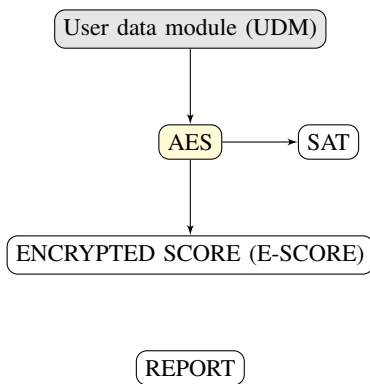 User data module (UDM)
AES
SAT
ENCRYPTED SCORE (E-SCORE)
REPORT